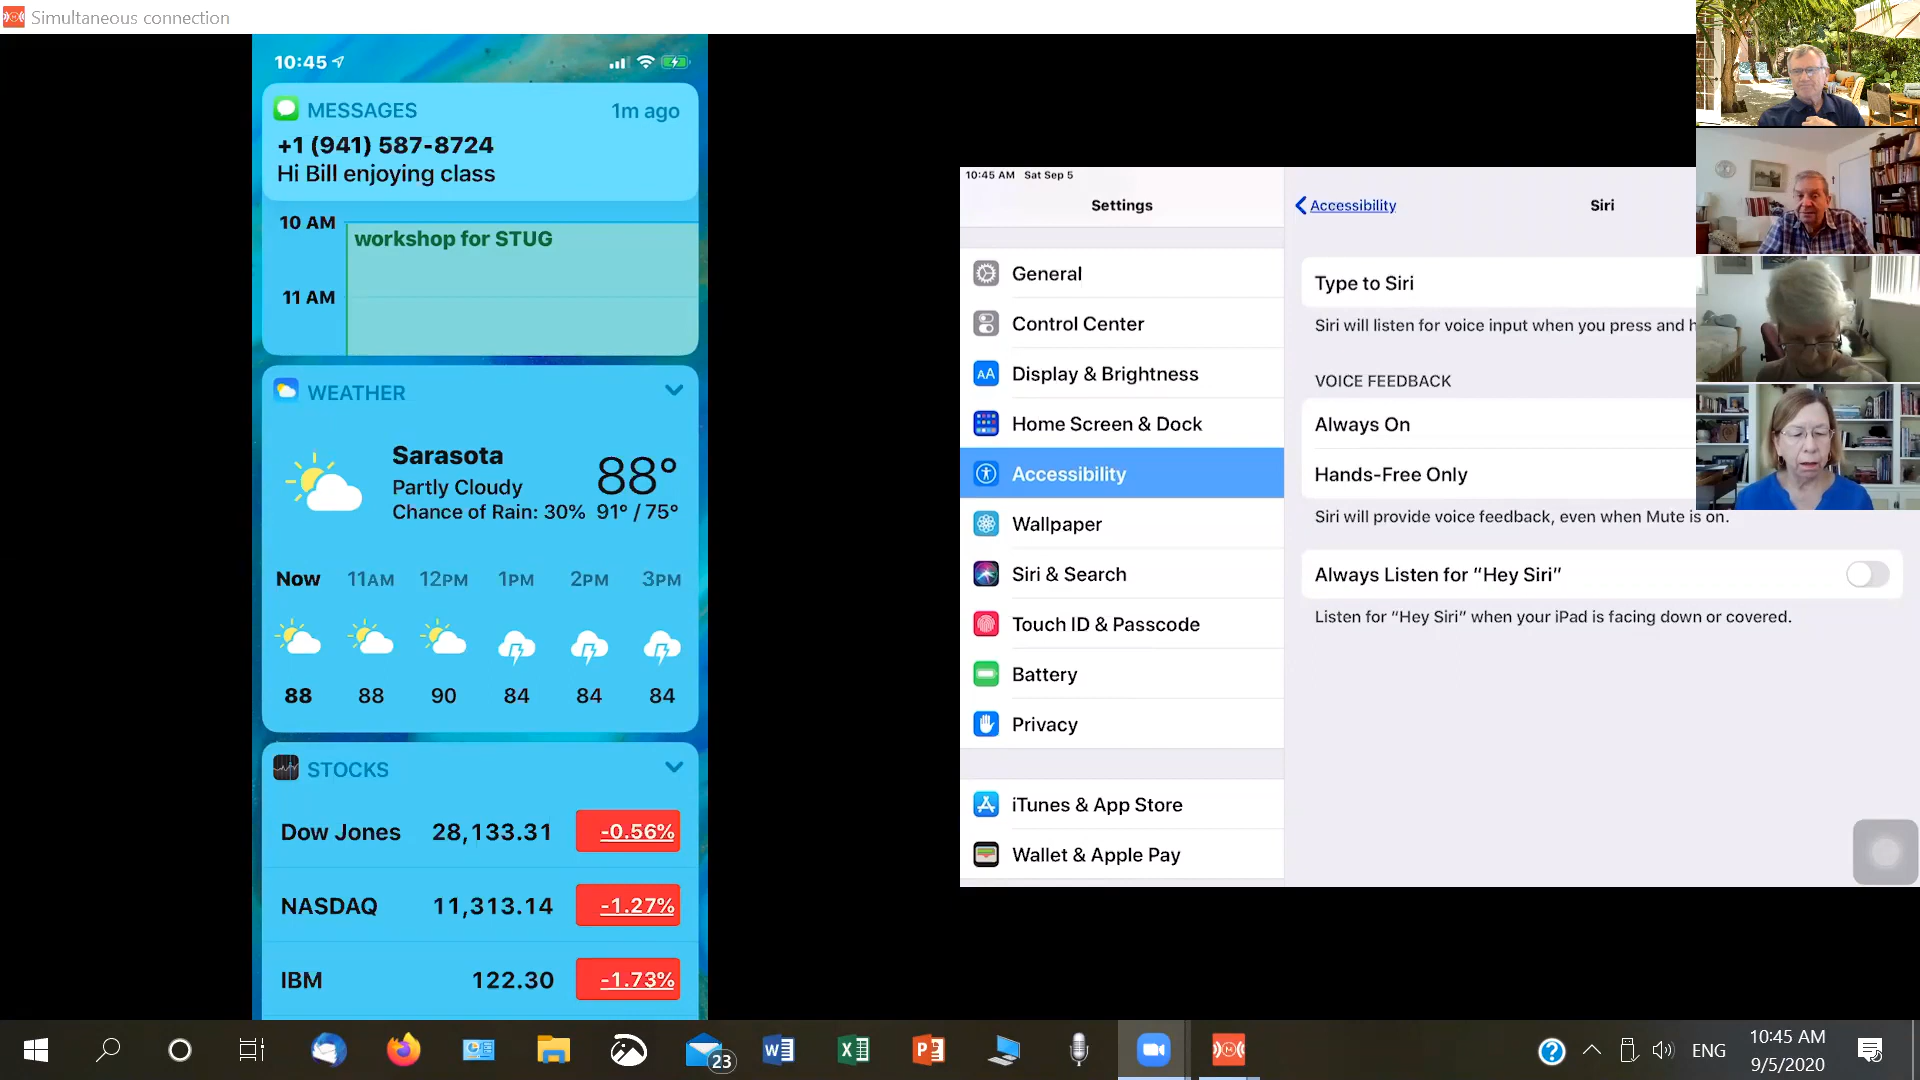 Simultaneous connection
10:45
MESSAGES 1m ago
+1 (941) 587-8724
Hi Bill enjoying class
10 AM
workshop for STUG
11 AM
WEATHER
Sarasota
88°
Partly Cloudy
Chance of Rain: 30% 91° / 75°
Now 11AM 12PM 1PM 2PM 3PM
88 88 90 84 84 84
STOCKS
Dow Jones 28,133.31 -0.56%
NASDAQ 11,313.14 -1.27%
IBM 122.30 -1.73%
10:45 AM Sat Sep 5
Settings
General
Control Center
AA
Display & Brightness
Home Screen & Dock
Accessibility
Wallpaper
Siri & Search
Touch ID & Passcode
Battery
Privacy
iTunes & App Store
Wallet & Apple Pay
Accessibility
Siri
Type to Siri
Siri will listen for voice input when you press and h
VOICE FEEDBACK
Always On
Hands-Free Only
Siri will provide voice feedback, even when Mute is on.
Always Listen for “Hey Siri”
Listen for “Hey Siri” when your iPad is facing down or covered.
23
W
X
P
?
ENG
10:45 AM
9/5/2020